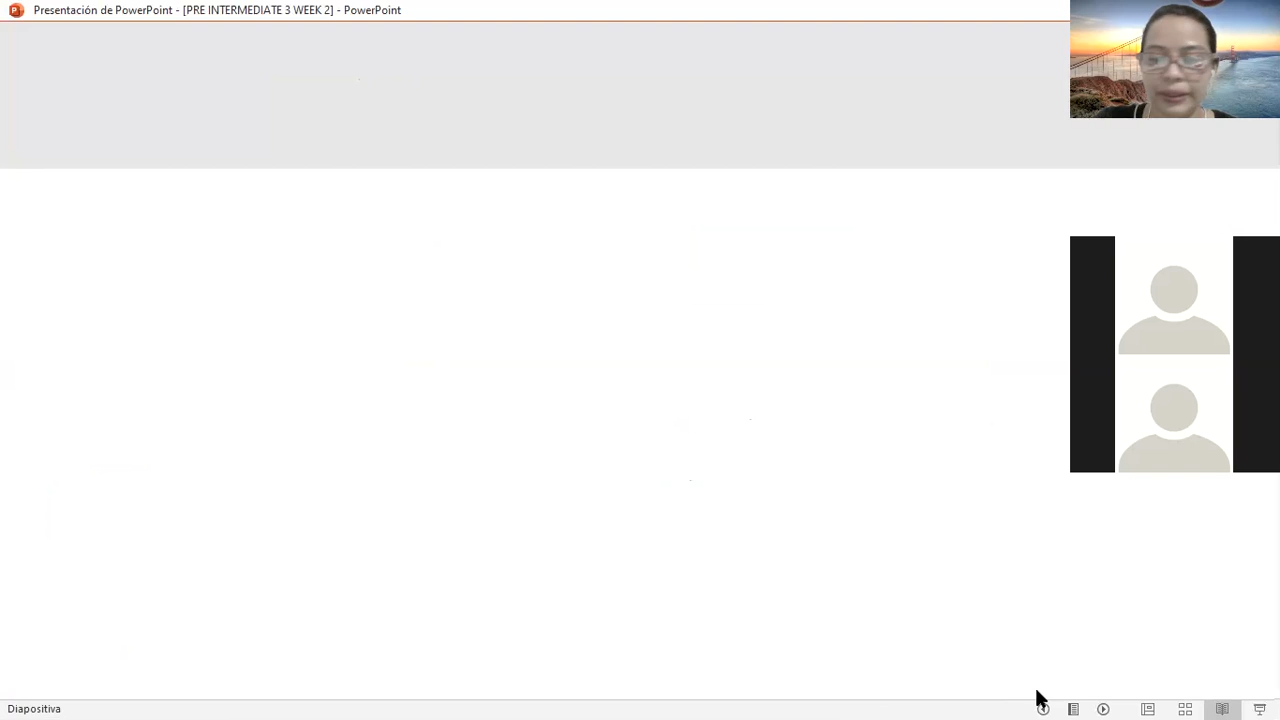 Presentación de PowerPoint - [PRE INTERMEDIATE 3 WEEK 2] - PowerPoint
Diapositiva